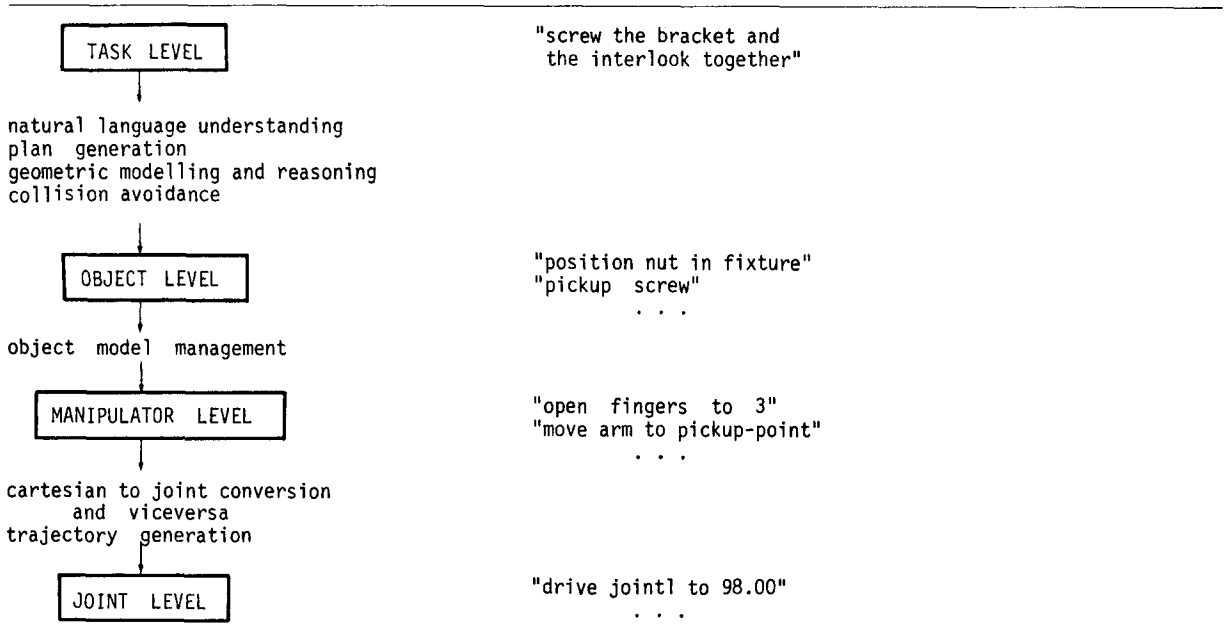 TASK LEVEL
"screw the bracket and
the interlook together"
natural language understanding
plan generation
geometric modelling and reasoning
collision avoidance
OBJECT LEVEL
"position nut in fixture"
"pickup screw"
. . .
object model management
MANIPULATOR LEVEL
"open fingers to 3"
"move arm to pickup-point"
. . .
cartesian to joint conversion
and viceversa
trajectory generation
JOINT LEVEL
"drive joint1 to 98.00"
. . .